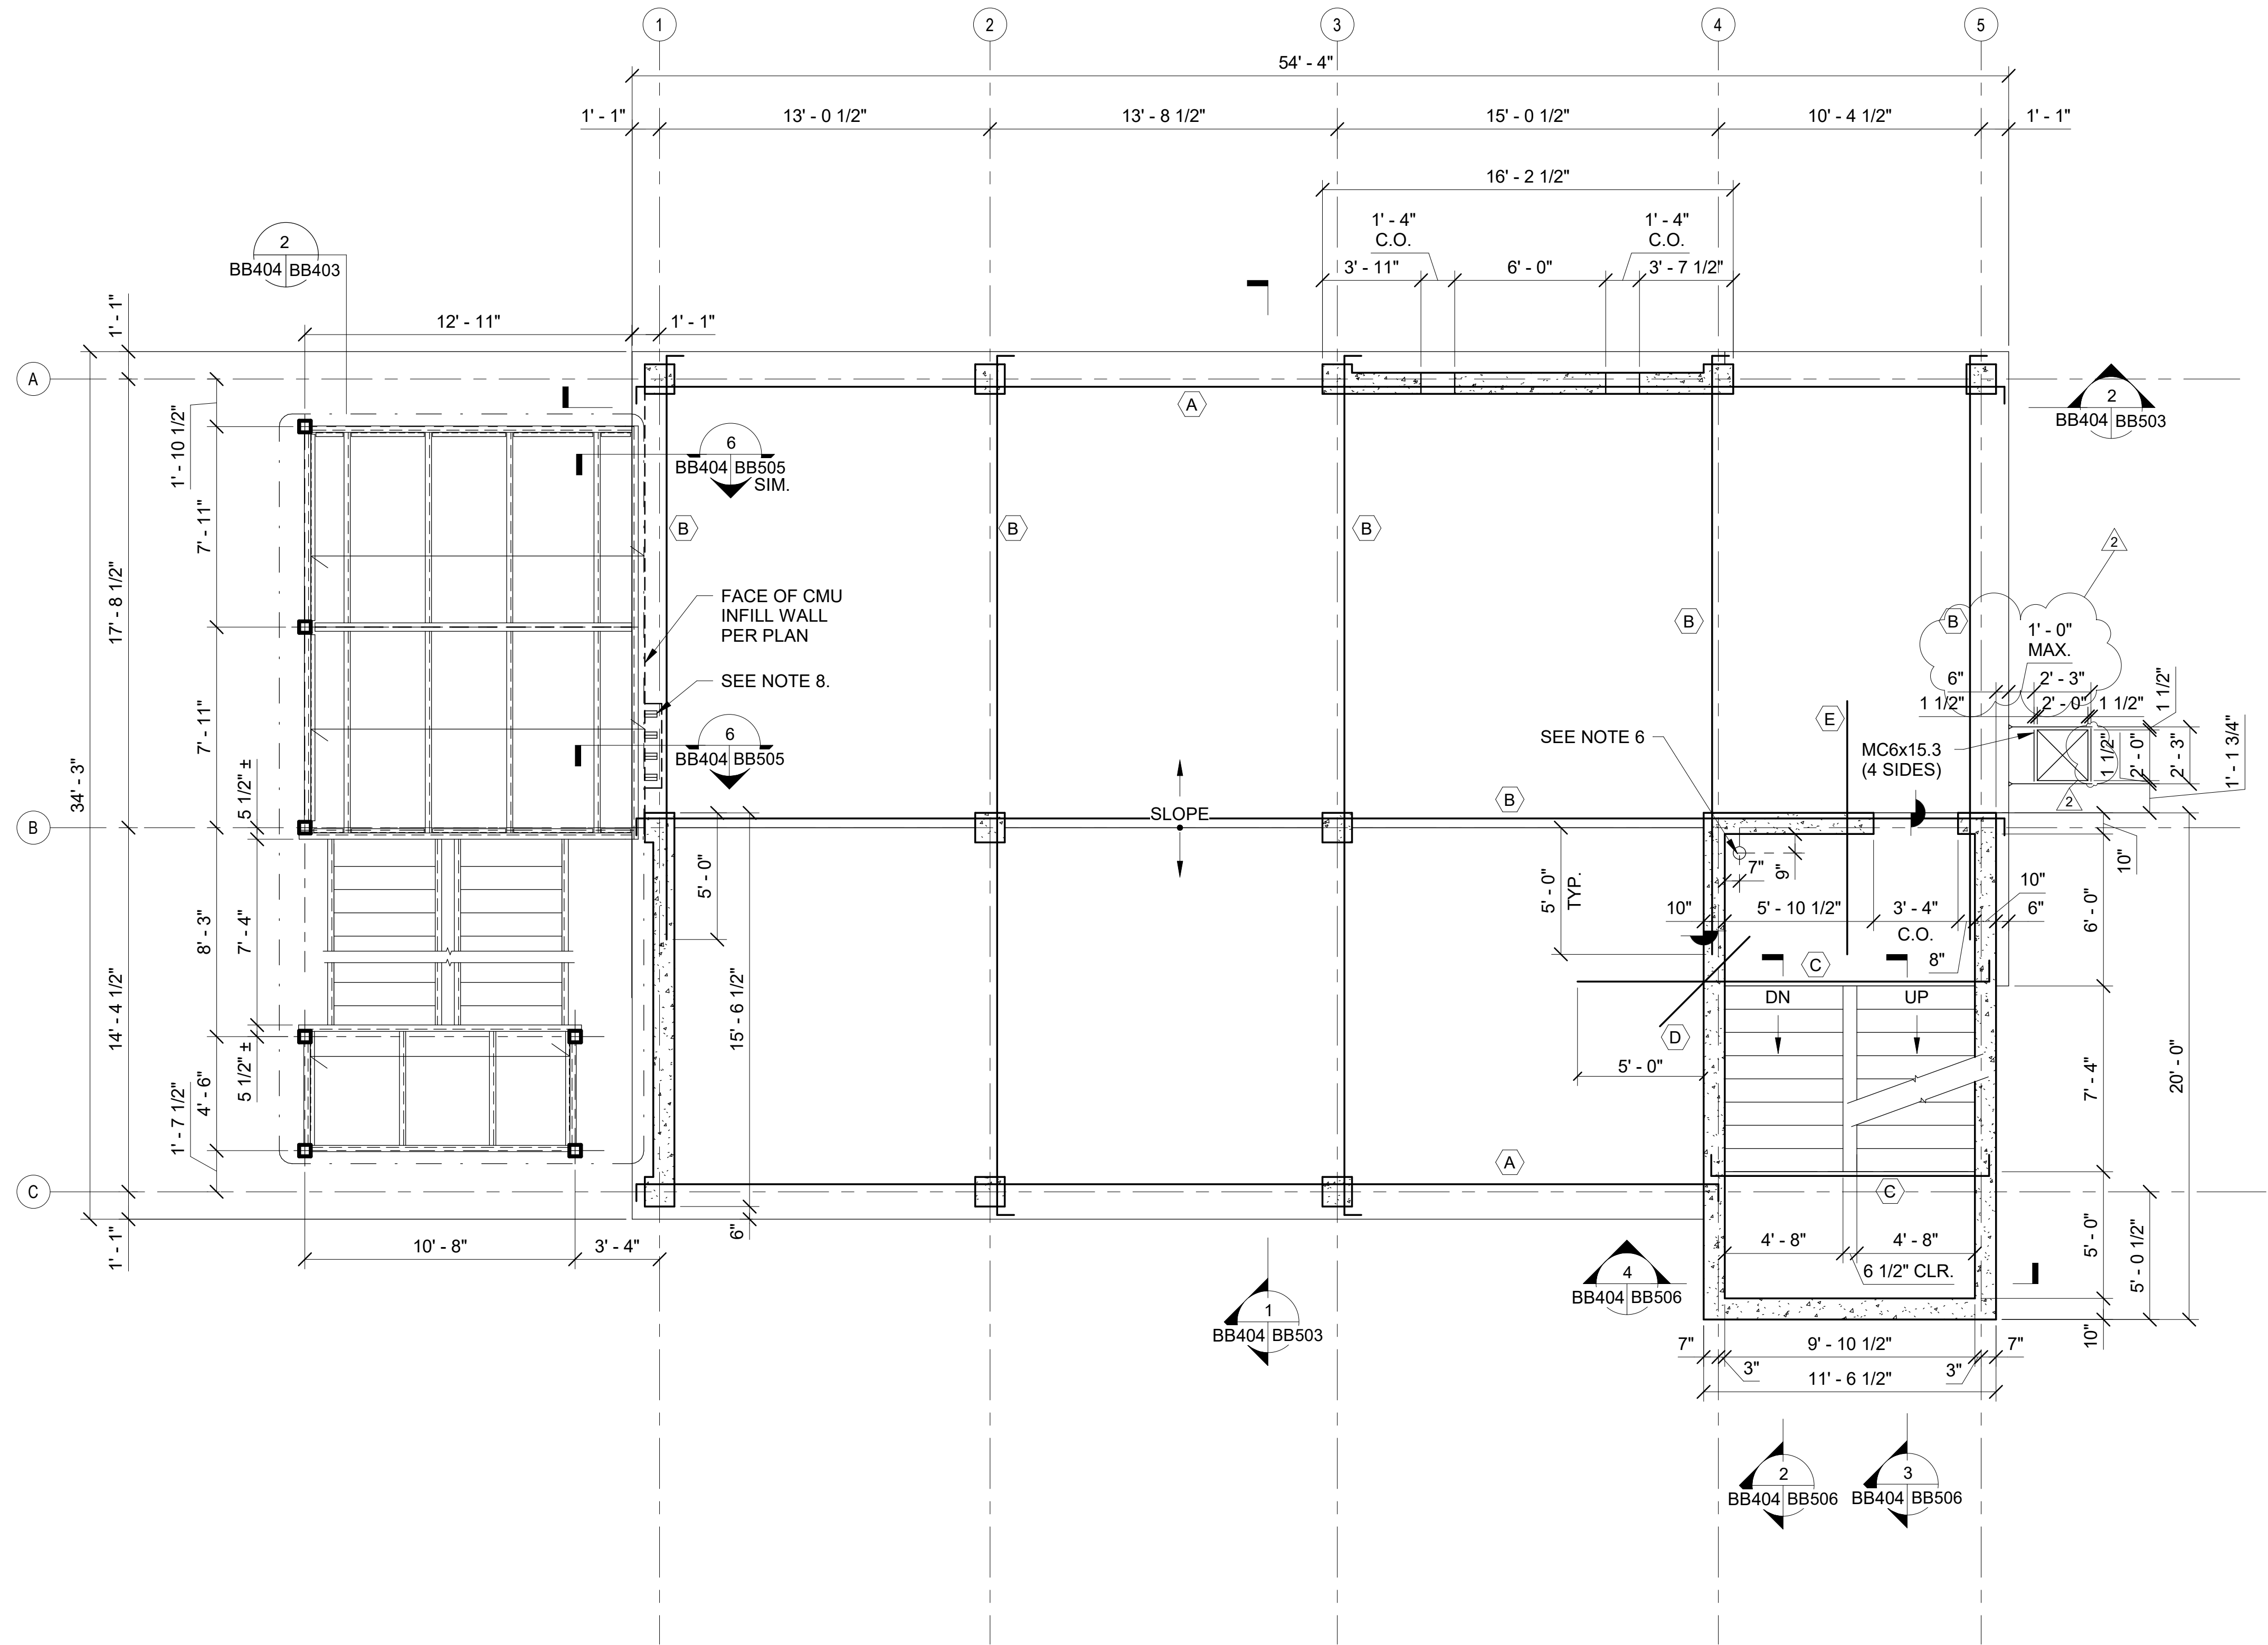 1
2
3
4
5
54' - 4"
1' - 1"
13' - 0 1/2"
13' - 8 1/2"
15' - 0 1/2"
10' - 4 1/2"
1' - 1"
16' - 2 1/2"
1' - 4"
C.O.
1' - 4"
C.O.
3' - 11"
6' - 0"
3' - 7 1/2"
2
BB404
BB403
1' - 1"
12' - 11"
1' - 1"
A
A
2
BB404
BB503
1' - 10 1/2"
6
BB404
BB505
SIM.
7' - 11"
B
B
B
2
17' - 8 1/2"
FACE OF CMU
INFILL WALL
PER PLAN
B
B
1' - 0"
MAX.
SEE NOTE 8.
6"
2' - 3"
1 1/2"
1 1/2"
2' - 0"
1 1/2"
E
7' - 11"
6
BB404
BB505
SEE NOTE 6
MC6x15.3
(4 SIDES)
1 1/2"
2' - 0"
2' - 3"
1' - 1 3/4"
34' - 3"
5 1/2" ±
B
2
SLOPE
B
5' - 0"
5' - 0"
TYP.
7"
9"
10"
10"
5' - 10 1/2"
3' - 4"
C.O.
10"
6"
8"
6' - 0"
8' - 3"
7' - 4"
14' - 4 1/2"
15' - 6 1/2"
C
DN
UP
D
5' - 0"
5 1/2" ±
4' - 6"
1' - 7 1/2"
7' - 4"
20' - 0"
A
C
C
1' - 1"
6"
10' - 8"
3' - 4"
4' - 8"
4' - 8"
6 1/2" CLR.
5' - 0"
5' - 0 1/2"
10"
1
BB404
BB503
4
BB404
BB506
7"
9' - 10 1/2"
7"
3"
3"
11' - 6 1/2"
2
BB404
BB506
3
BB404
BB506